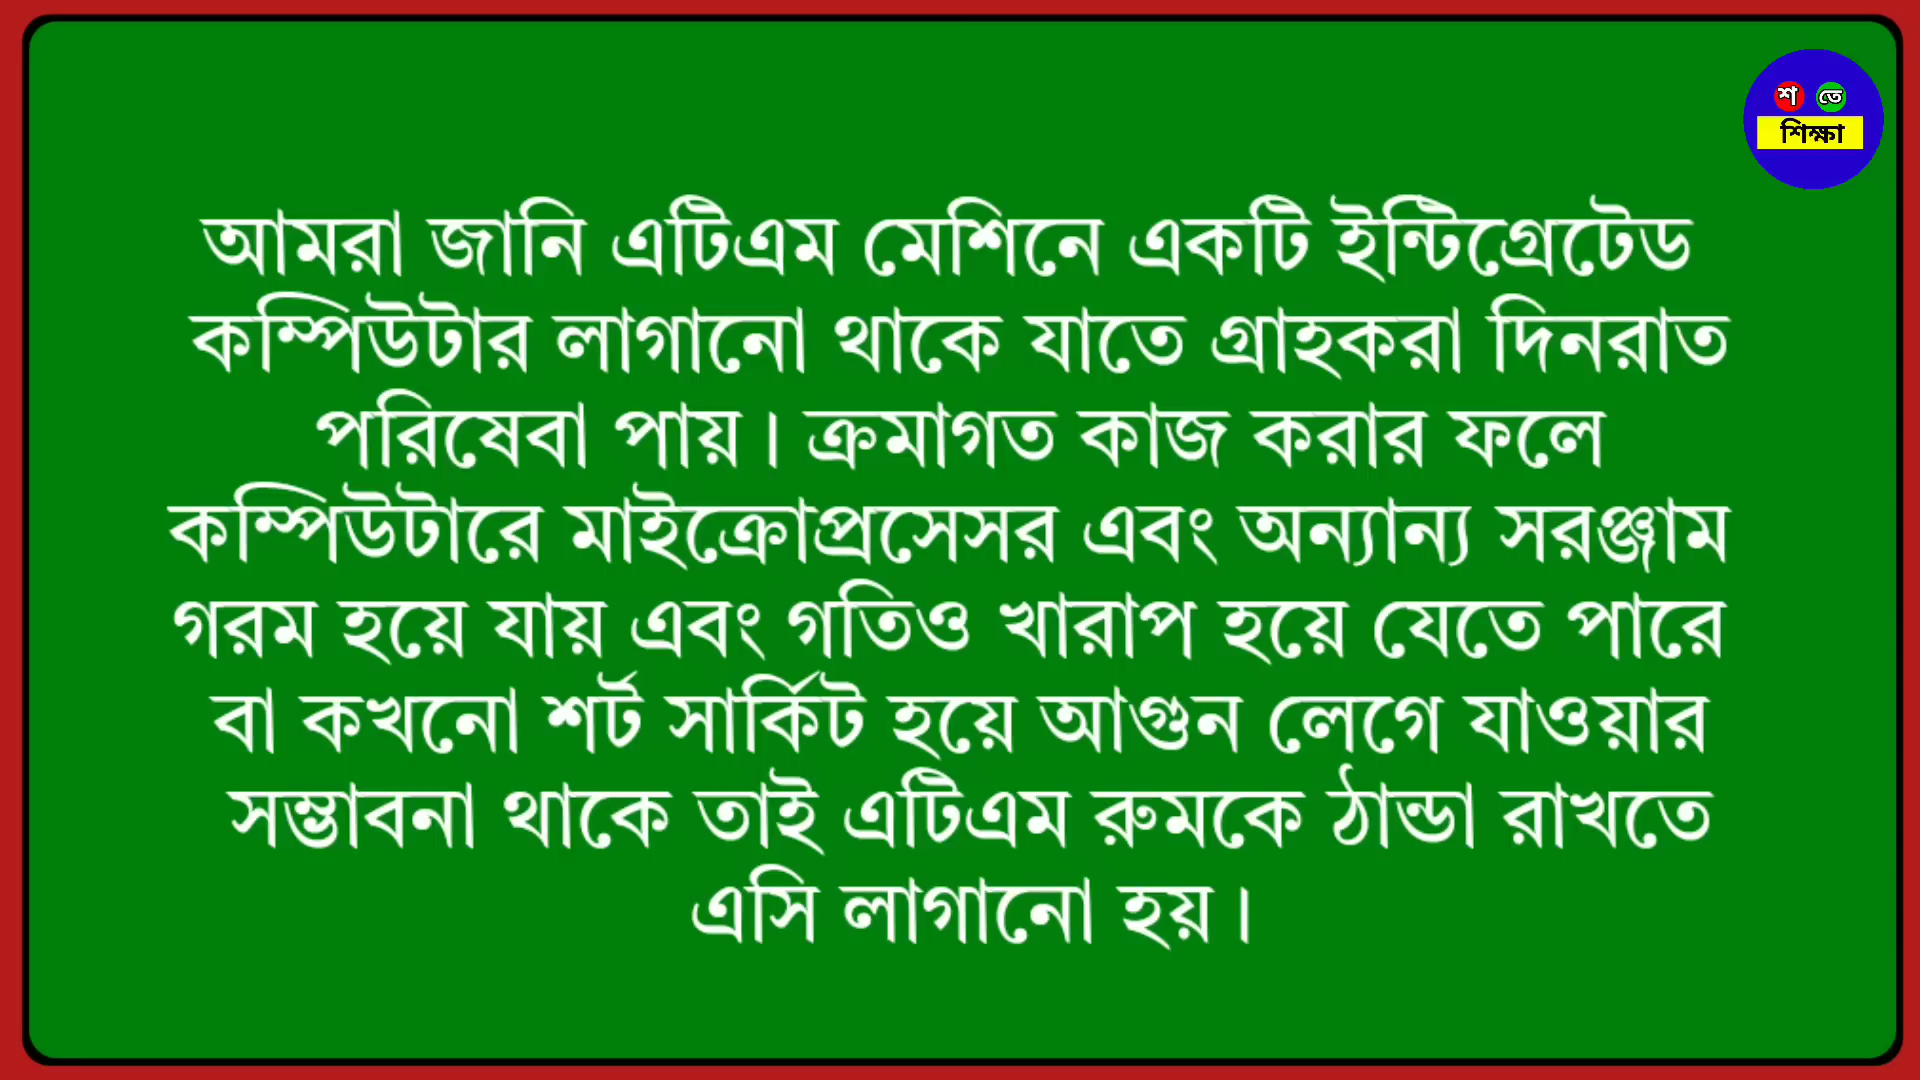 শ তে
শিক্ষা
আমরা জানি এটিএম মেশিনে একটি ইন্টিগ্রেটেড
কম্পিউটার লাগানো থাকে যাতে গ্রাহকরা দিনরাত
পরিষেবা পায়। ক্রমাগত কাজ করার ফলে
কম্পিউটারে মাইক্রোপ্রসেসর এবং অন্যান্য সরঞ্জাম
গরম হয়ে যায় এবং গতিও খারাপ হয়ে যেতে পারে
বা কখনো শর্ট সার্কিট হয়ে আগুন লেগে যাওয়ার
সম্ভাবনা থাকে তাই এটিএম রুমকে ঠান্ডা রাখতে
এসি লাগানো হয়।